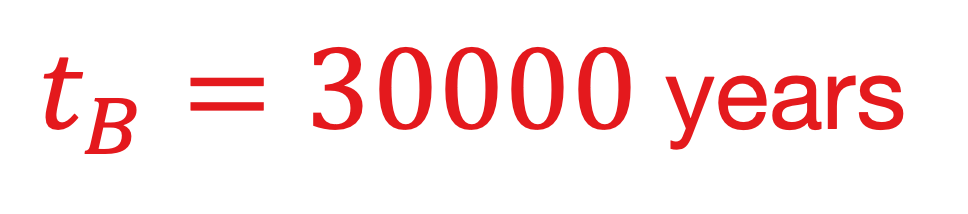 t_B = 30000 years